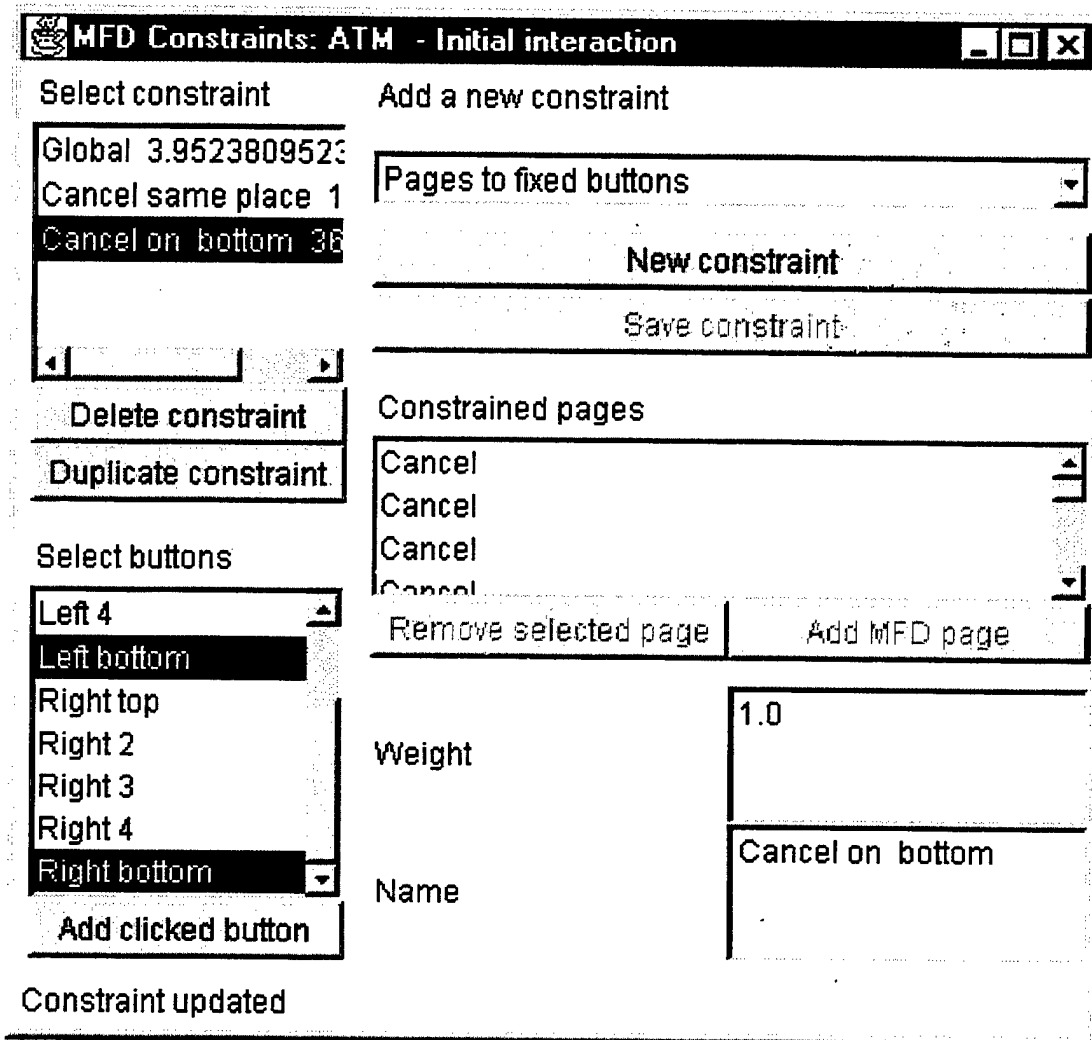 MFD Constraints: ATM - Initial interaction
Select constraint
Global 3.9523809523
Cancel same place 1
Cancel on bottom 36
Delete constraint
Duplicate constraint
Select buttons
Left 4
Left bottom
Right top
Right 2
Right 3
Right 4
Right bottom
Add clicked button
Add a new constraint
Pages to fixed buttons
New constraint
Save constraint
Constrained pages
Cancel
Cancel
Cancel
Cancel
Remove selected page
Add MFD page
Weight
1.0
Name
Cancel on bottom
Constraint updated